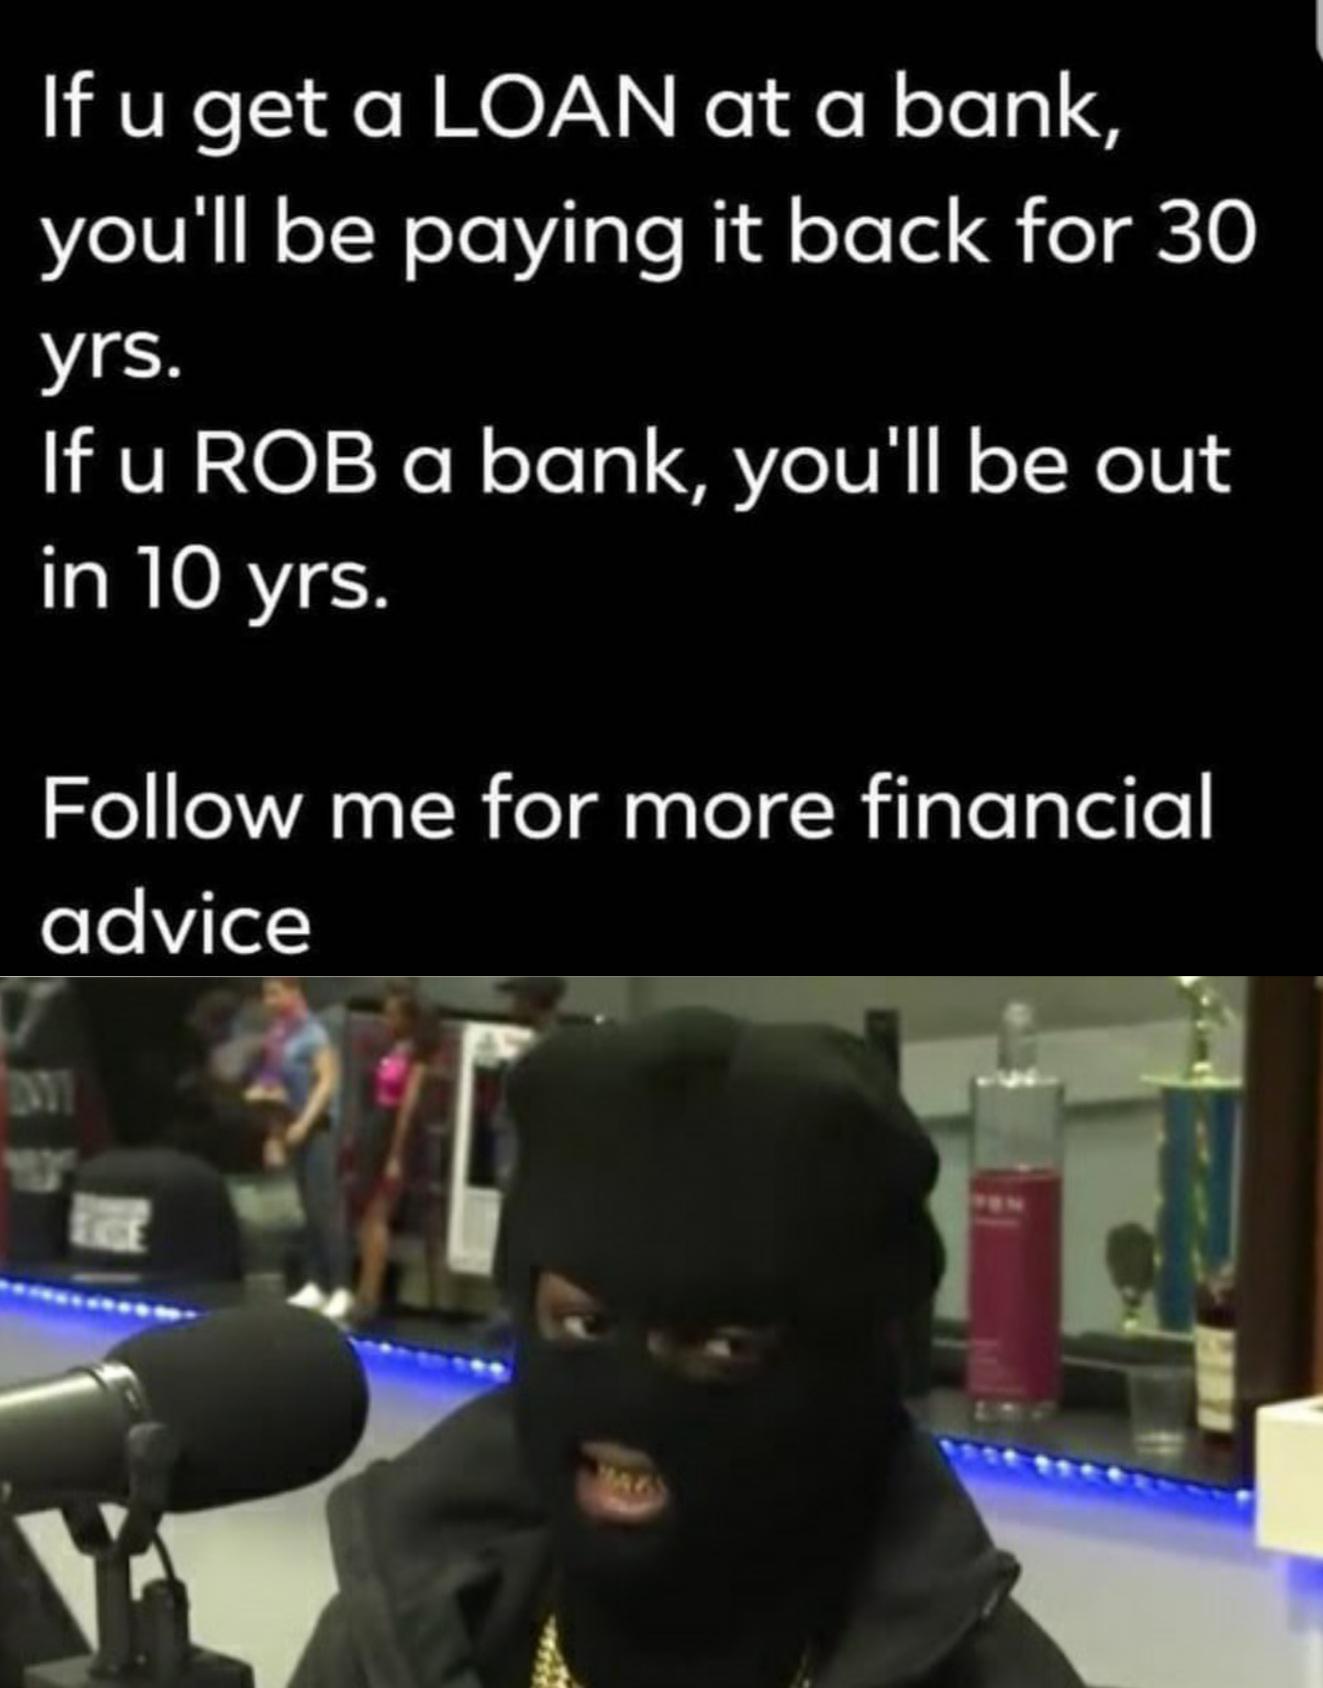 If u get a LOAN at a bank,
you'll be paying it back for 30
yrs.
If u ROB a bank, you'll be out
in 10 yrs.
Follow me for more financial
advice